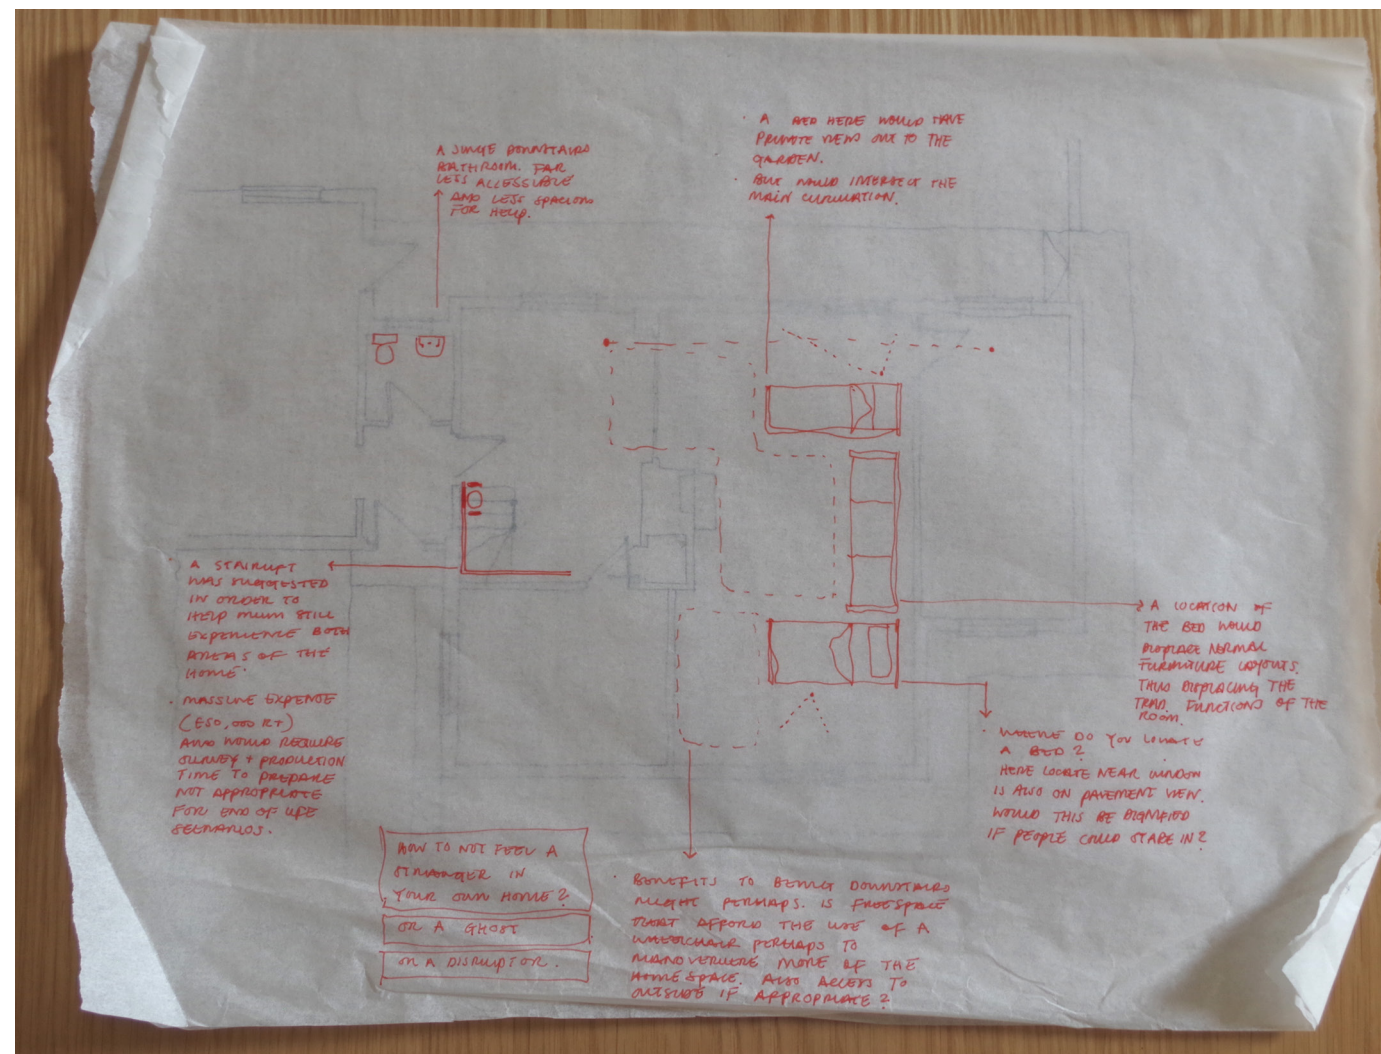 A SINGLE DOWNSTAIRS
BATHROOM. FAR
LESS ACCESSIBLE
AND LESS SPACIOUS
FOR HELP.
· A BED HERE WOULD HAVE
PRIVATE VIEWS OUT TO THE
GARDEN.
BUT WOULD INTERSECT THE
MAIN CIRCULATION.
· A STAIRLIFT
WAS SUGGESTED
IN ORDER TO
HELP MUM STILL
EXPERIENCE BOTH
AREAS OF THE
HOME.
· MASSIVE EXPENSE
(£50,000 R+)
AND WOULD REQUIRE
SURVEY + PRODUCTION
TIME TO PREPARE
NOT APPROPRIATE
FOR END OF LIFE
SCENARIOS.
· A LOCATION OF
THE BED WOULD
DISPLACE NORMAL
FURNITURE LAYOUTS.
THUS DISPLACING THE
TRAD. FUNCTIONS OF THE
ROOM.
· WHERE DO YOU LOCATE
A BED?
HERE LOCATE NEAR WINDOW
IS ALSO ON PAVEMENT VIEW.
WOULD THIS BE DIGNIFIED
IF PEOPLE COULD STARE IN?
HOW TO NOT FEEL A
STRANGER IN
YOUR OWN HOME?
OR A GHOST
OR A DISRUPTOR.
· BENEFITS TO BEING DOWNSTAIRS
MIGHT PERHAPS. IS FREESPACE
THAT AFFORD THE USE OF A
WHEELCHAIR PERHAPS TO
MANOVERUERE MORE OF THE
HOMESPACE. ALSO ACCESS TO
OUTSIDE IF APPROPRIATE?